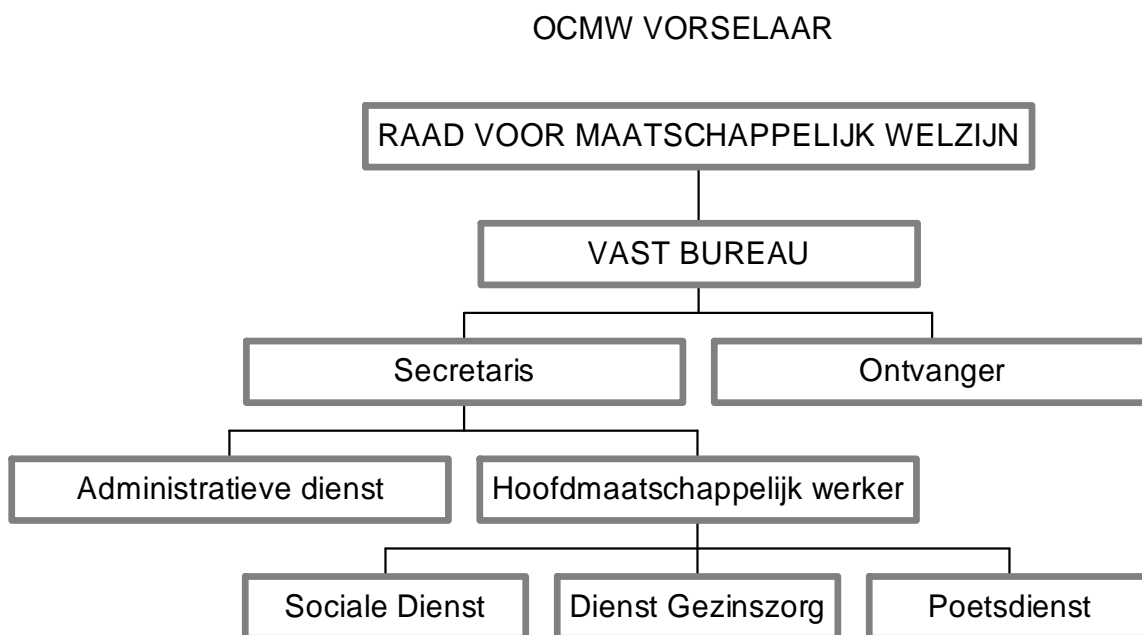 OCMW VORSELAAR
RAAD VOOR MAATSCHAPPELIJK WELZIJN
VAST BUREAU
Secretaris
Ontvanger
Administratieve dienst
Hoofdmaatschappelijk werker
Sociale Dienst
Dienst Gezinszorg
Poetsdienst